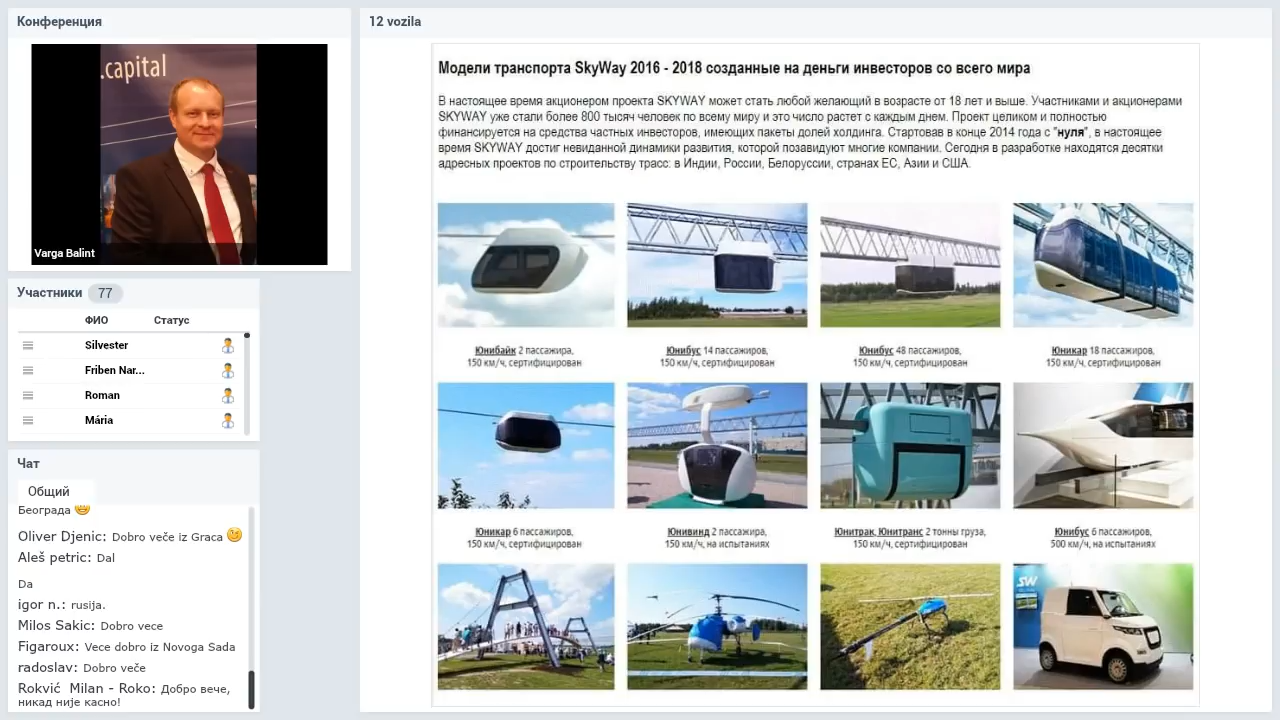 Конференция
.capital
Varga Balint
Участники 77
ФИО Статус
Silvester
Friben Nar...
Roman
Mária
Чат
Общий
Београда
Oliver Djenic: Dobro veče iz Graca
Aleš petric: Dal
Da
igor n.: rusija.
Milos Sakic: Dobro vece
Figaroux: Vece dobro iz Novoga Sada
radoslav: Dobro veče
Rokvić Milan - Roko: Добро вече,
никад није касно!
12 vozila
Модели транспорта SkyWay 2016 - 2018 созданные на деньги инвесторов со всего мира
В настоящее время акционером проекта SKYWAY может стать любой желающий в возрасте от 18 лет и выше. Участниками и акционерами
SKYWAY уже стали более 800 тысяч человек по всему миру и это число растет с каждым днем. Проект целиком и полностью
финансируется на средства частных инвесторов, имеющих пакеты долей холдинга. Стартовав в конце 2014 года с "нуля", в настоящее
время SKYWAY достиг невиданной динамики развития, которой позавидуют многие компании. Сегодня в разработке находятся десятки
адресных проектов по строительству трасс: в Индии, России, Белоруссии, странах ЕС, Азии и США.
Юнибайк 2 пассажира,
150 км/ч, сертифицирован
Юнибус 14 пассажиров,
150 км/ч, сертифицирован
Юнибус 48 пассажиров,
150 км/ч, сертифицирован
Юникар 18 пассажиров,
150 км/ч, сертифицирован
Юникар 6 пассажиров,
150 км/ч, сертифицирован
Юнивинд 2 пассажира,
150 км/ч, на испытаниях
Юнитрак, Юнитранс 2 тонны груза,
150 км/ч, сертифицирован
Юнибус 6 пассажиров,
500 км/ч, на испытаниях
SW